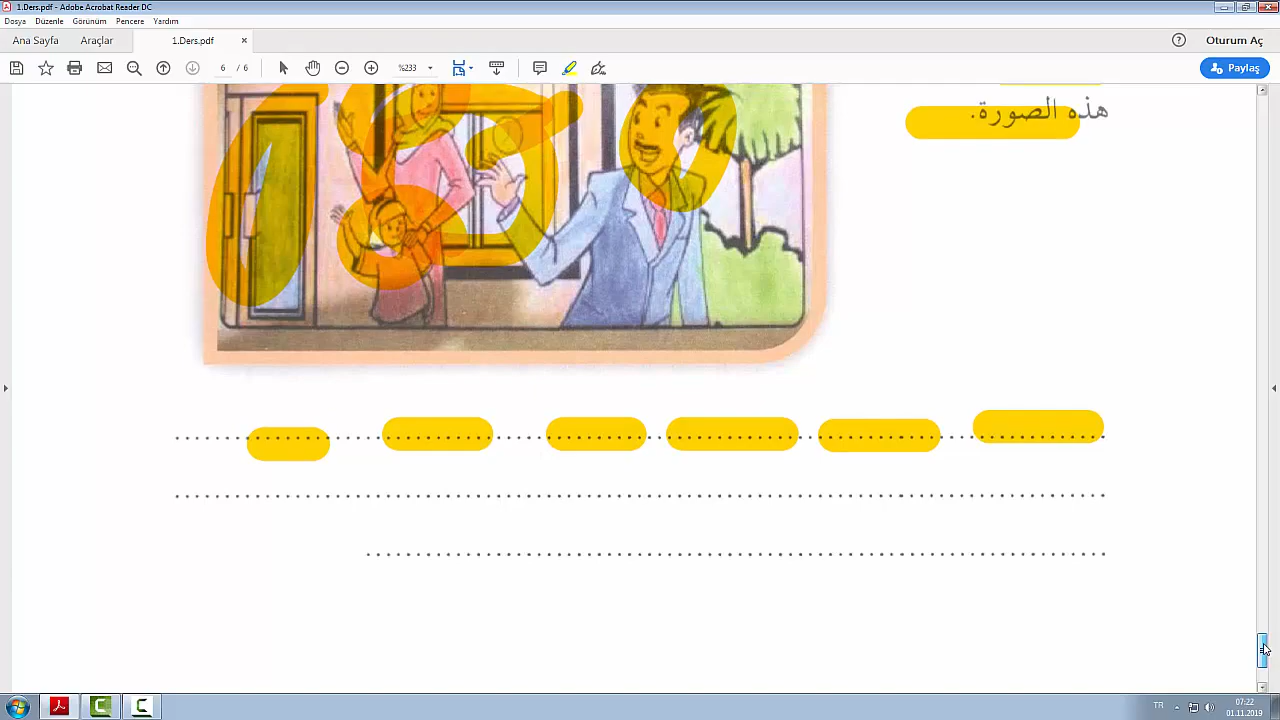 1.Ders.pdf - Adobe Acrobat Reader DC
Dosya Düzenle Görünüm Pencere Yardım
Ana Sayfa Araçlar 1.Ders.pdf × Oturum Aç
6 / 6 %233 Paylaş
هذه الصورة.
TR 07:22
01.11.2019